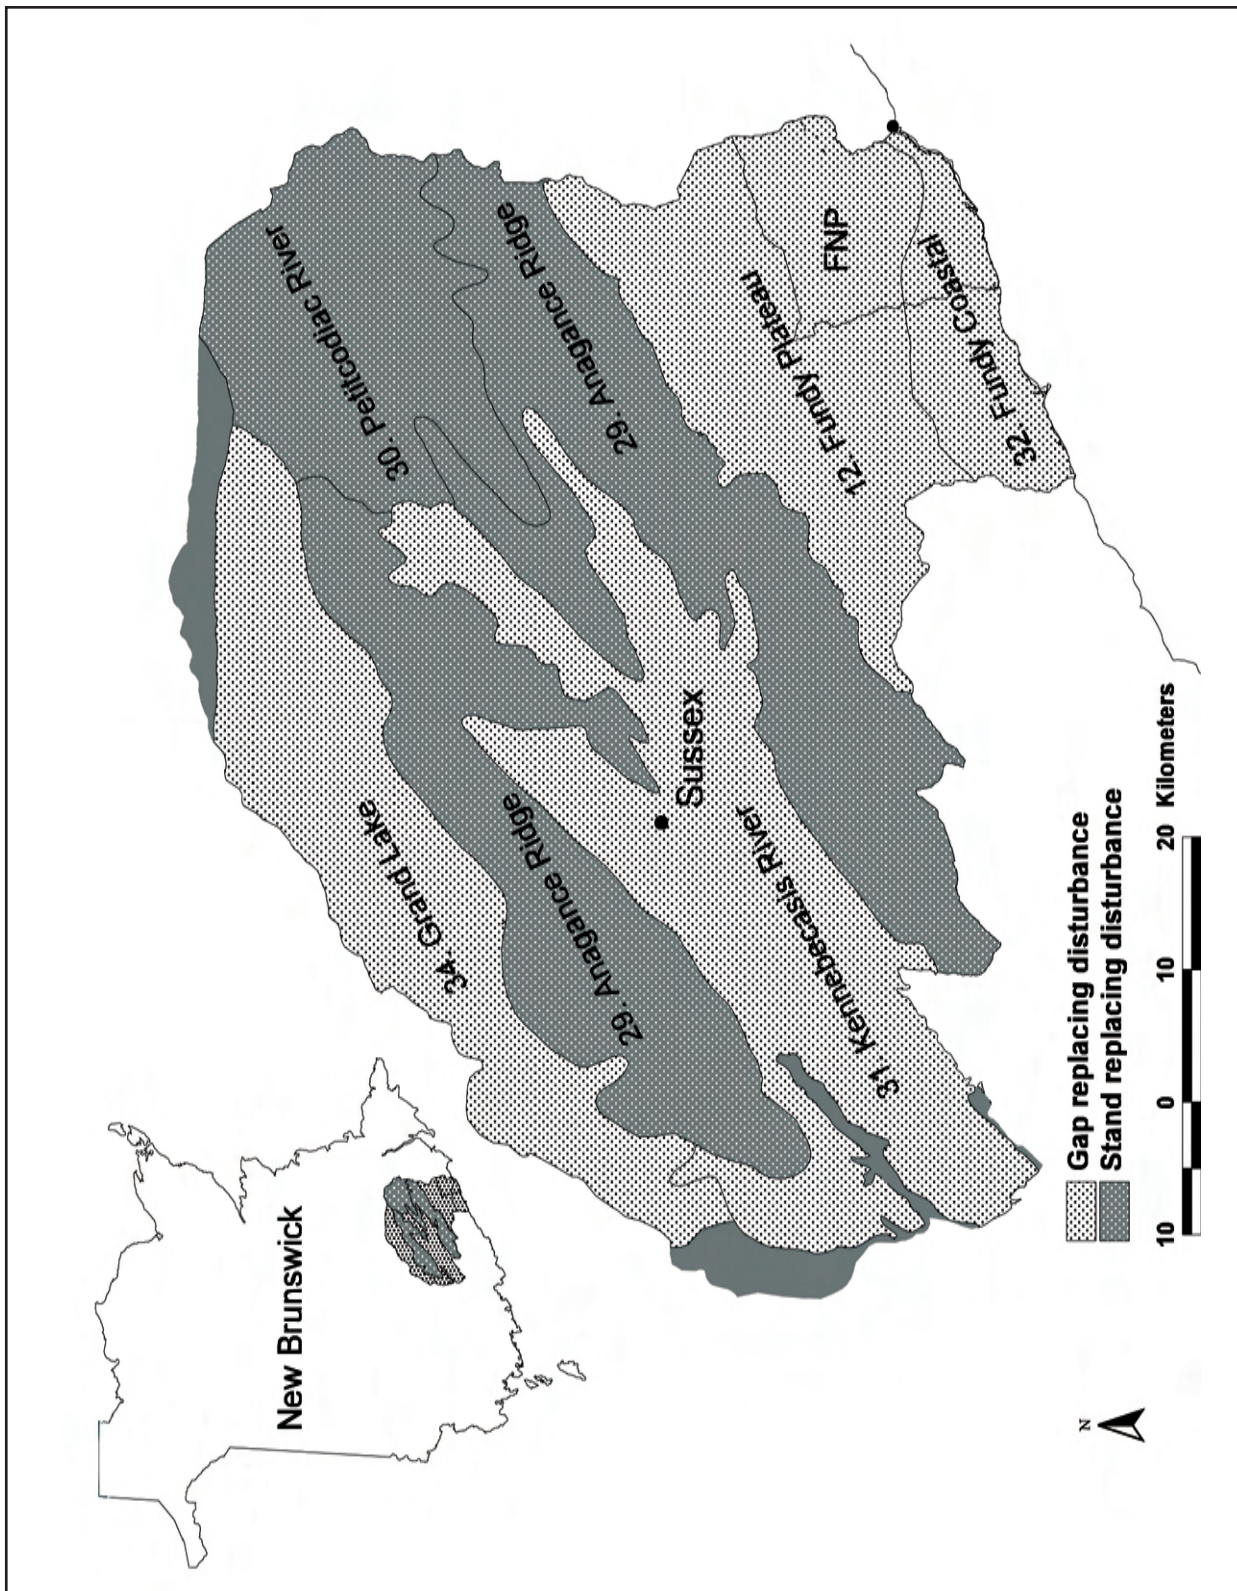 New Brunswick
30. Petitcodiac River
29. Anagance Ridge
34. Grand Lake
29. Anagance Ridge
12. Fundy Plateau
FNP
32. Fundy Coastal
Sussex
31. Kennebecasis River
Gap replacing disturbance
Stand replacing disturbance
10 0 10 20 Kilometers
N